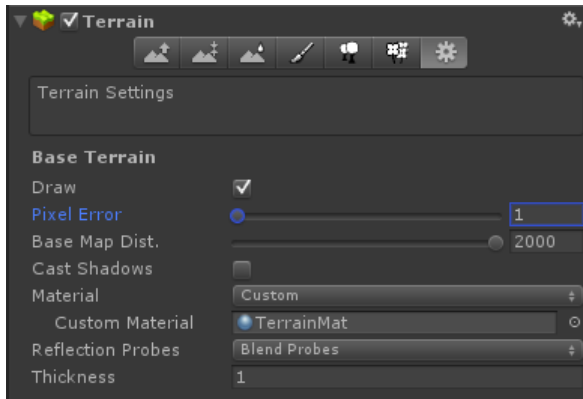 Terrain
Terrain Settings
Base Terrain
Draw
Pixel Error 1
Base Map Dist. 2000
Cast Shadows
Material Custom
Custom Material TerrainMat
Reflection Probes Blend Probes
Thickness 1